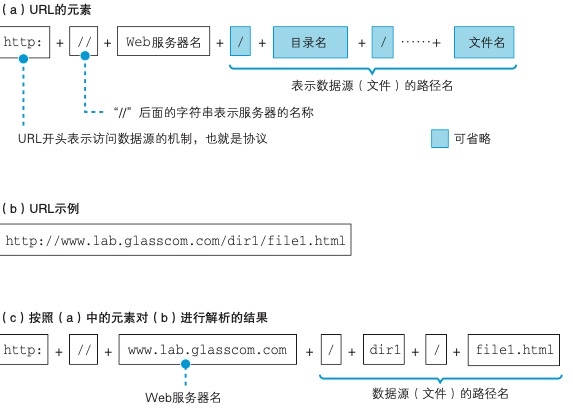 （a）URL的元素
http: + // + Web服务器名 + / + 目录名 + / ……+ 文件名
表示数据源（文件）的路径名
“//”后面的字符串表示服务器的名称
URL开头表示访问数据源的机制，也就是协议
可省略
（b）URL示例
http://www.lab.glasscom.com/dir1/file1.html
（c）按照（a）中的元素对（b）进行解析的结果
http: + // + www.lab.glasscom.com + / + dir1 + / + file1.html
Web服务器名
数据源（文件）的路径名